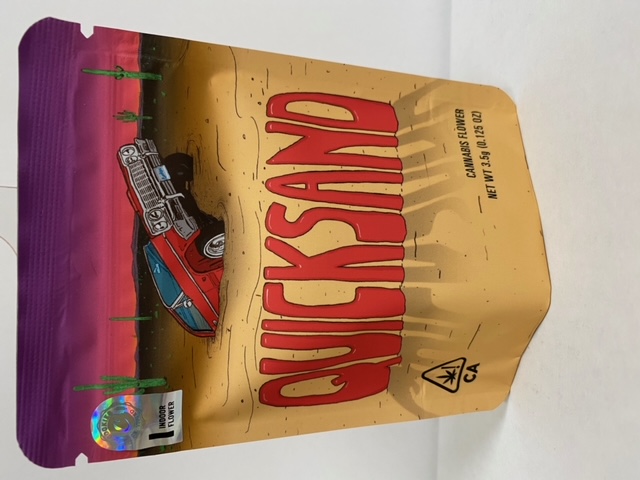 INDOOR
FLOWER
QUICKSAND
CANNABIS FLOWER
NET WT 3.5g (0.125 OZ)
CA